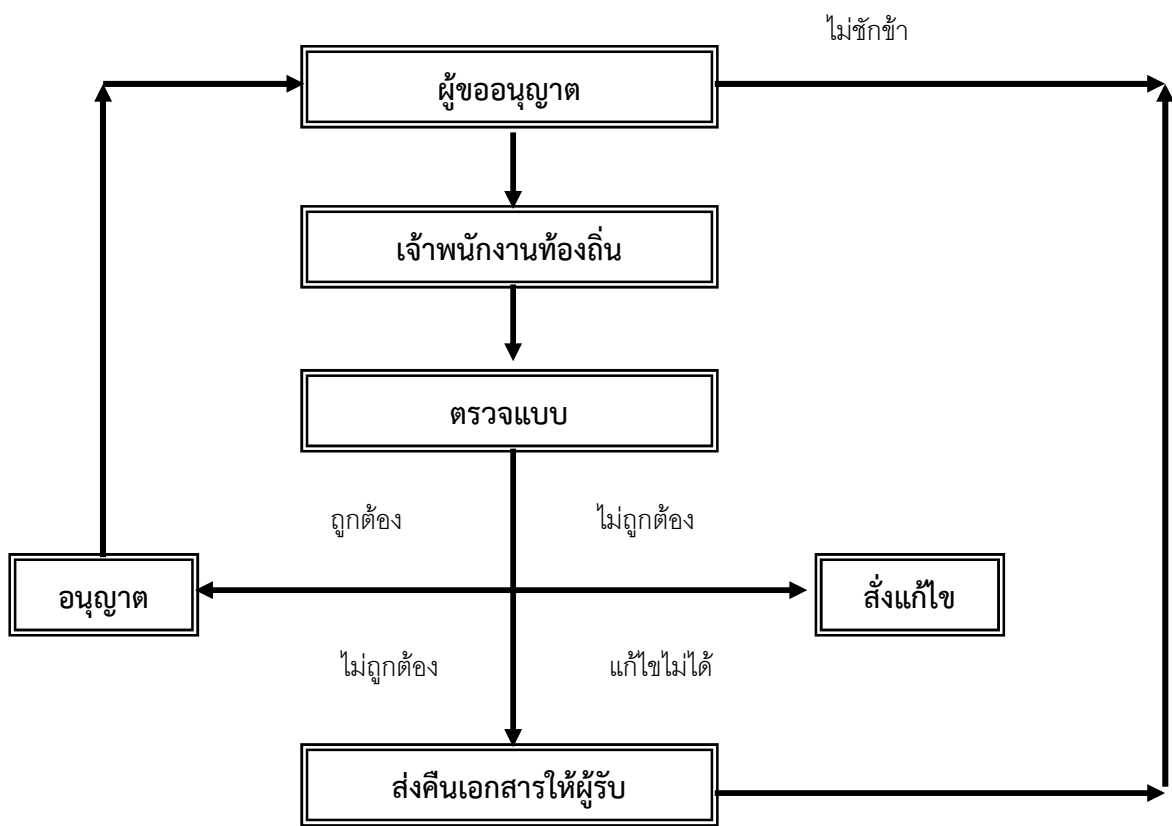 ไม่ชักข้า
ผู้ขออนุญาต
เจ้าพนักงานท้องถิ่น
ตรวจแบบ
ถูกต้อง
ไม่ถูกต้อง
อนุญาต
สั่งแก้ไข
ไม่ถูกต้อง
แก้ไขไม่ได้
ส่งคืนเอกสารให้ผู้รับ